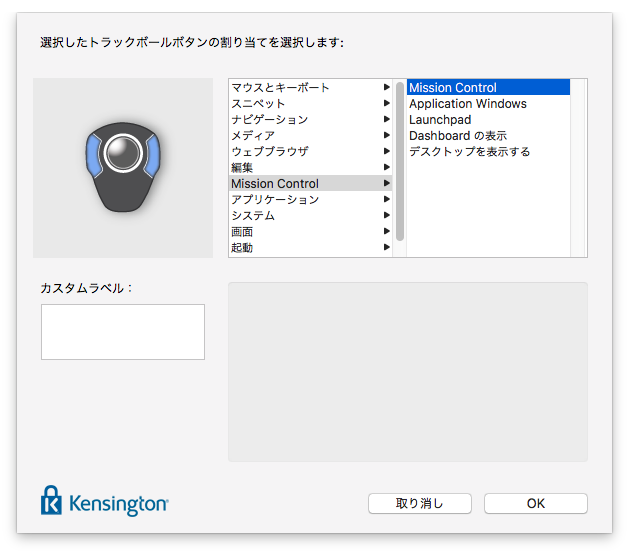 選択したトラックボールボタンの割り当てを選択します:
マウスとキーボード
スニペット
ナビゲーション
メディア
ウェブブラウザ
編集
Mission Control
アプリケーション
システム
画面
起動
Mission Control
Application Windows
Launchpad
Dashboard の表示
デスクトップを表示する
カスタムラベル：
Kensington
取り消し
OK